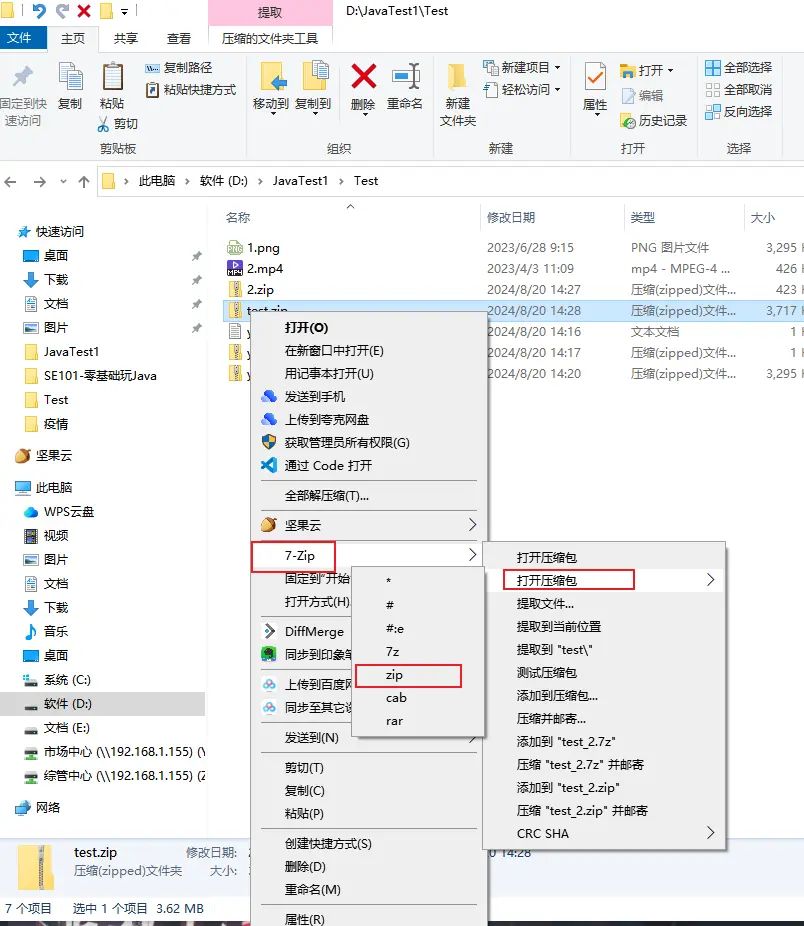 提取
D:\JavaTest1\Test
文件
主页
共享
查看
压缩的文件夹工具
固定到快
速访问
复制
粘贴
复制路径
粘贴快捷方式
剪切
剪贴板
移动到
复制到
删除
重命名
组织
新建
文件夹
新建项目
轻松访问
新建
属性
打开
编辑
历史记录
打开
全部选择
全部取消
反向选择
选择
此电脑 › 软件 (D:) › JavaTest1 › Test
名称
修改日期
类型
大小
1.png 2023/6/28 9:15 PNG 图片文件 3,295
2.mp4 2023/4/3 11:09 mp4 - MPEG-4 ... 426
2.zip 2024/8/20 14:27 压缩(zipped)文件... 423
test.zip 2024/8/20 14:28 压缩(zipped)文件... 3,717
y 2024/8/20 14:16 文本文档 1
y 2024/8/20 14:17 压缩(zipped)文件... 1
y 2024/8/20 14:20 压缩(zipped)文件... 3,295
快速访问
桌面
下载
文档
图片
JavaTest1
SE101-零基础玩Java
Test
疫情
坚果云
此电脑
WPS云盘
视频
图片
文档
下载
音乐
桌面
系统 (C:)
软件 (D:)
文档 (E:)
市场中心 (\\192.168.1.155) (Y
综管中心 (\\192.168.1.155) (Z
网络
打开(O)
在新窗口中打开(E)
用记事本打开(U)
发送到手机
上传到夸克网盘
获取管理员所有权限(G)
通过 Code 打开
全部解压缩(T)...
坚果云
7-Zip
固定到"开始
打开方式(H)
DiffMerge
同步到印象笔
上传到百度网
同步至其它设
发送到(N)
剪切(T)
复制(C)
粘贴(P)
创建快捷方式(S)
删除(D)
重命名(M)
属性(R)
*
#
#:e
7z
zip
cab
rar
打开压缩包
打开压缩包
提取文件...
提取到当前位置
提取到 "test\"
测试压缩包
添加到压缩包...
压缩并邮寄...
添加到 "test_2.7z"
压缩 "test_2.7z" 并邮寄
添加到 "test_2.zip"
压缩 "test_2.zip" 并邮寄
CRC SHA
test.zip
修改日期:
0 14:28
压缩(zipped)文件夹
大小:
7 个项目
选中 1 个项目 3.62 MB